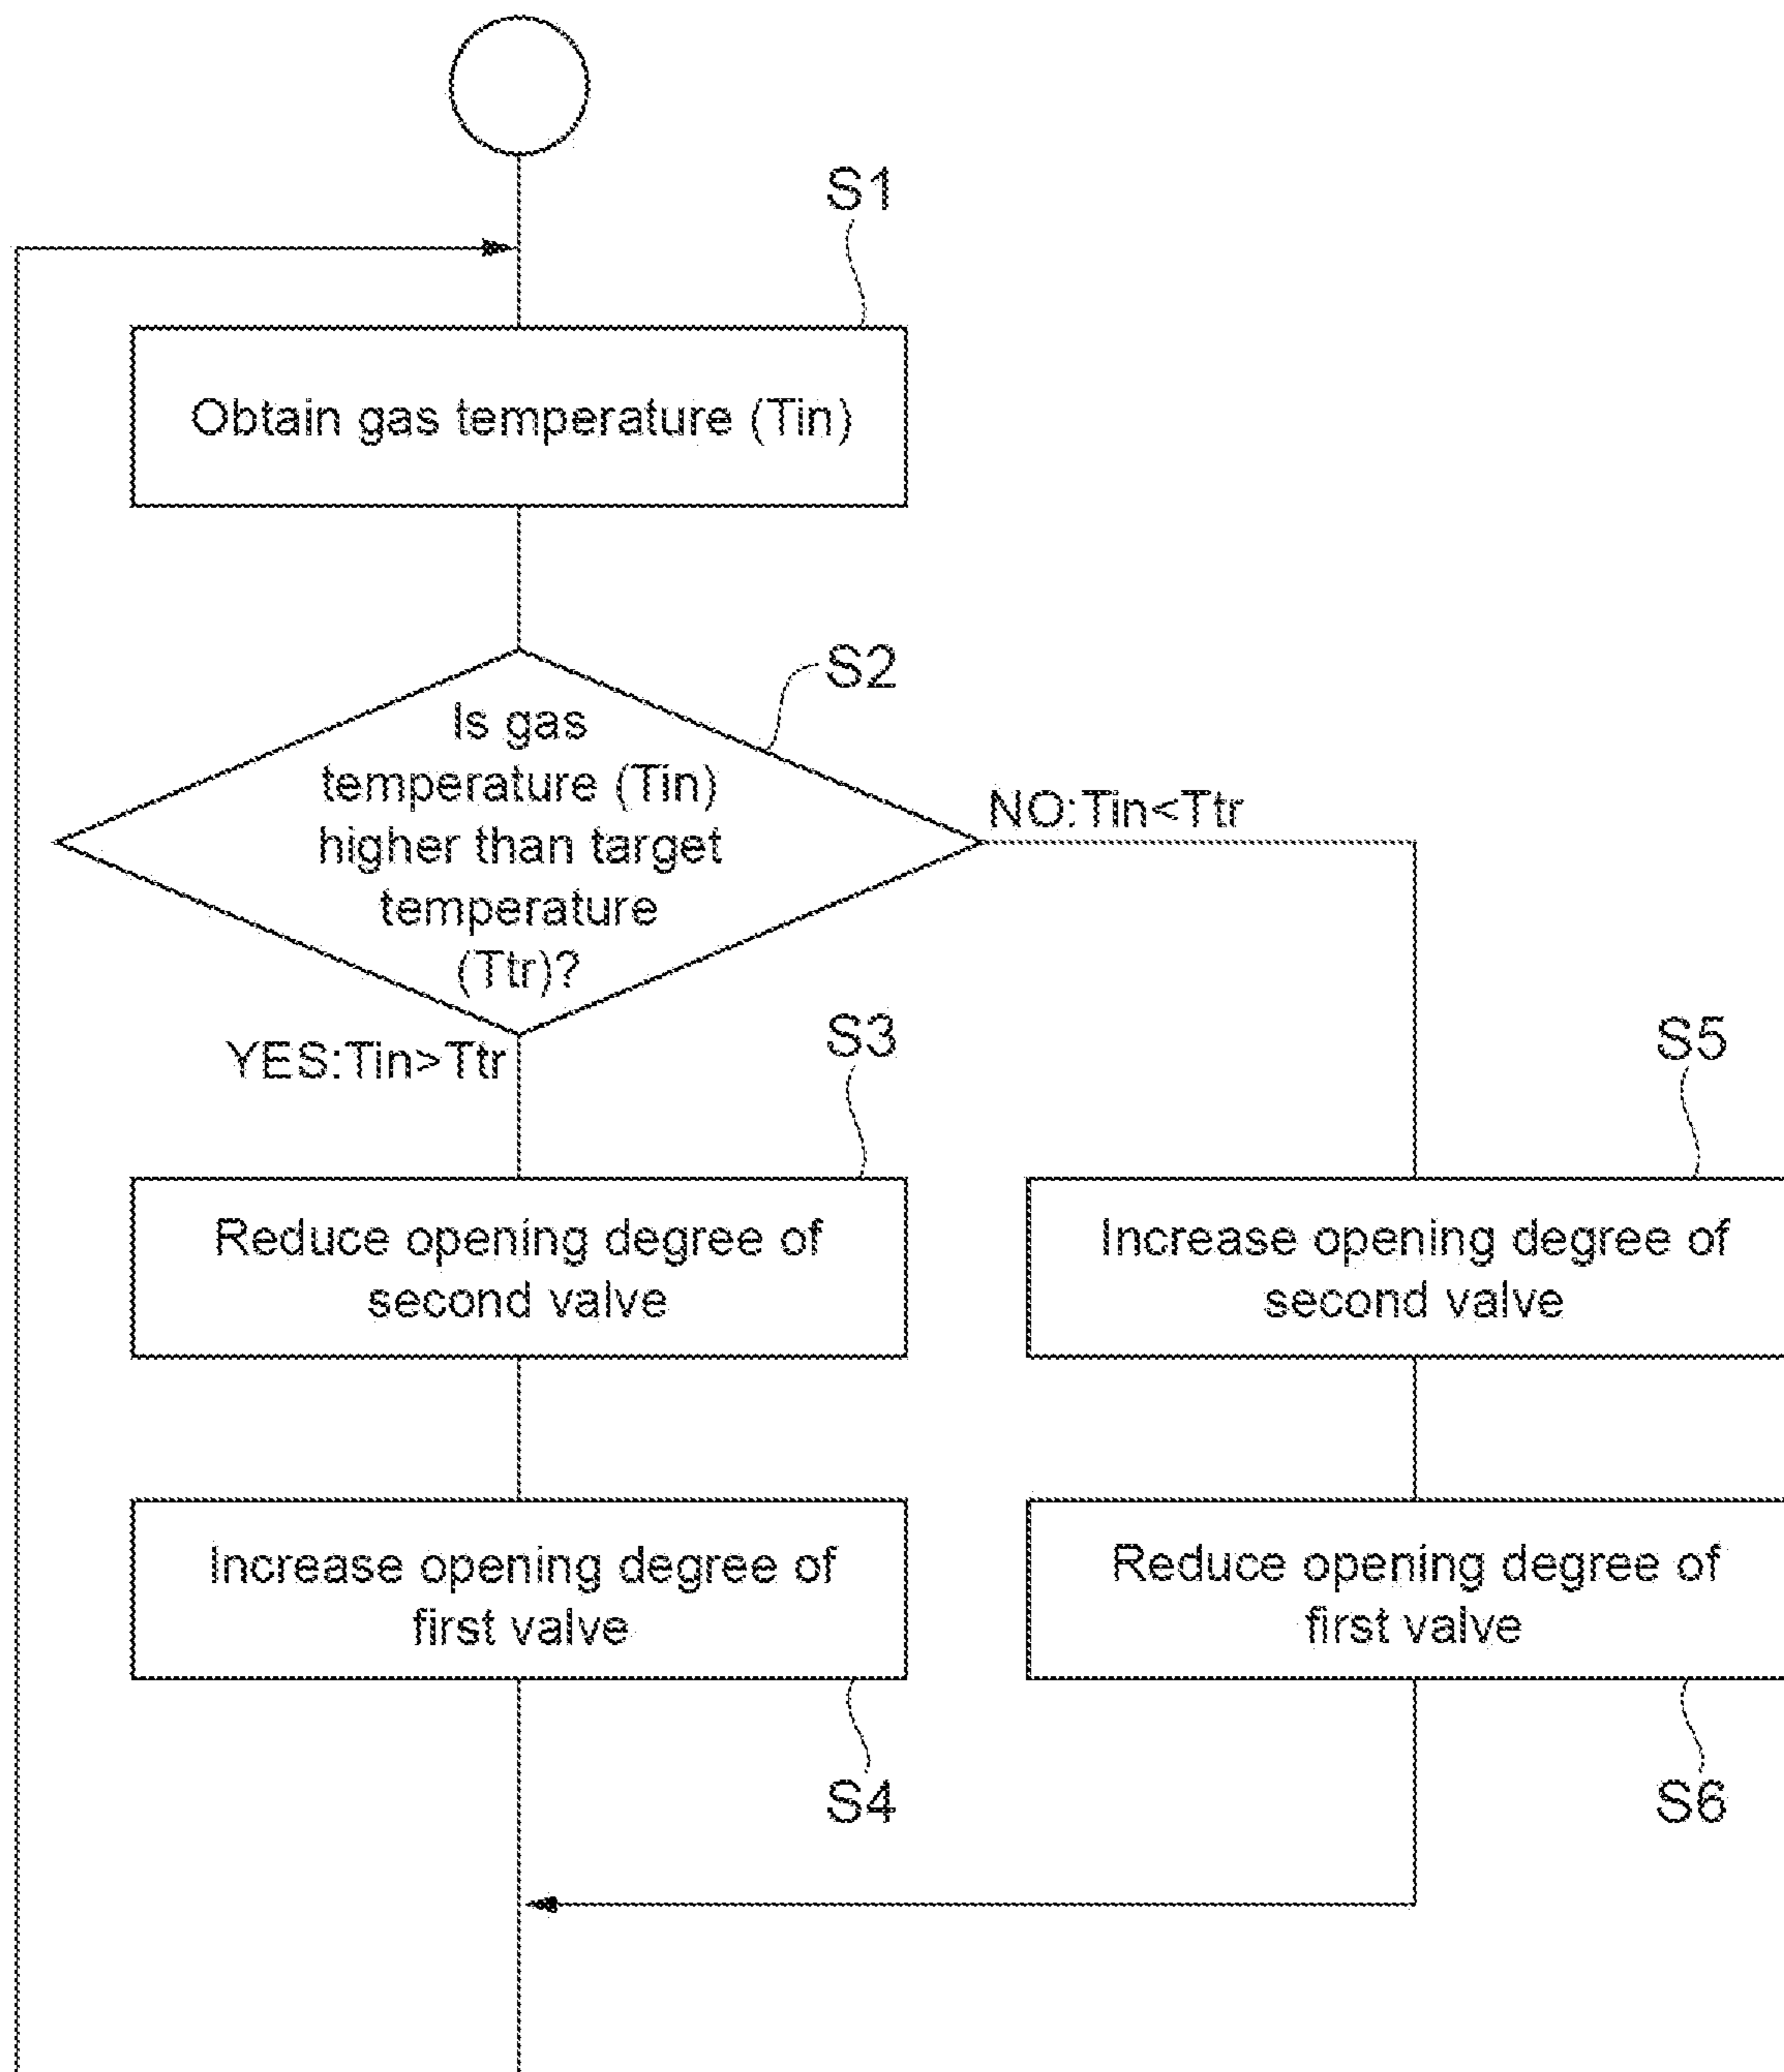 S1
Obtain gas temperature (Tin)
S2
Is gas
temperature (Tin)
higher than target
temperature
(Ttr)?
NO:Tin<Ttr
YES:Tin>Ttr
S3
Reduce opening degree of
second valve
Increase opening degree of
first valve
S4
S5
Increase opening degree of
second valve
Reduce opening degree of
first valve
S6